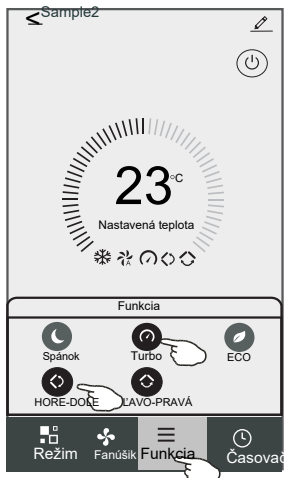 Sample2
23°C
Nastavená teplota
A
Funkcia
Spánok Turbo ECO
HORE-DOLE ĽAVO-PRAVÁ
Režim Fanúšik Funkcia Časovač